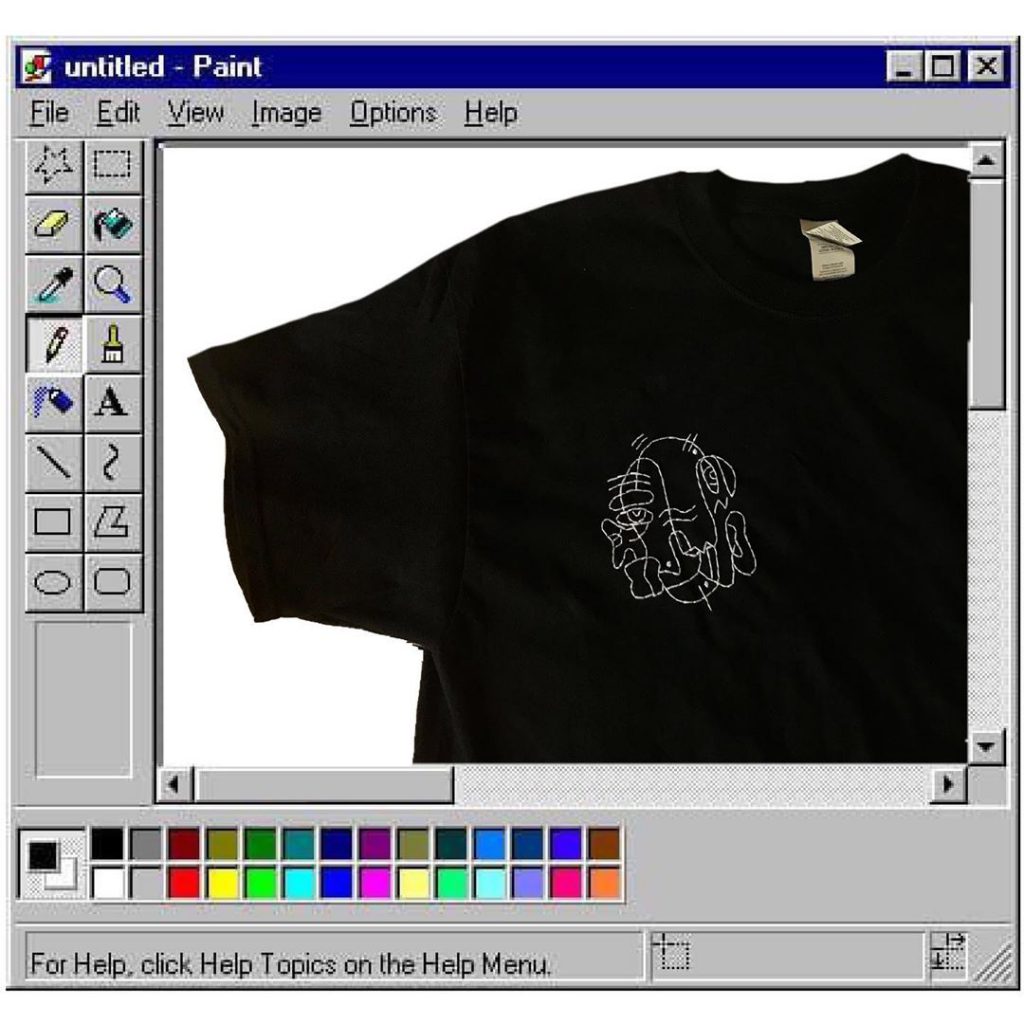 untitled - Paint
File Edit View Image Options Help
A
For Help, click Help Topics on the Help Menu.